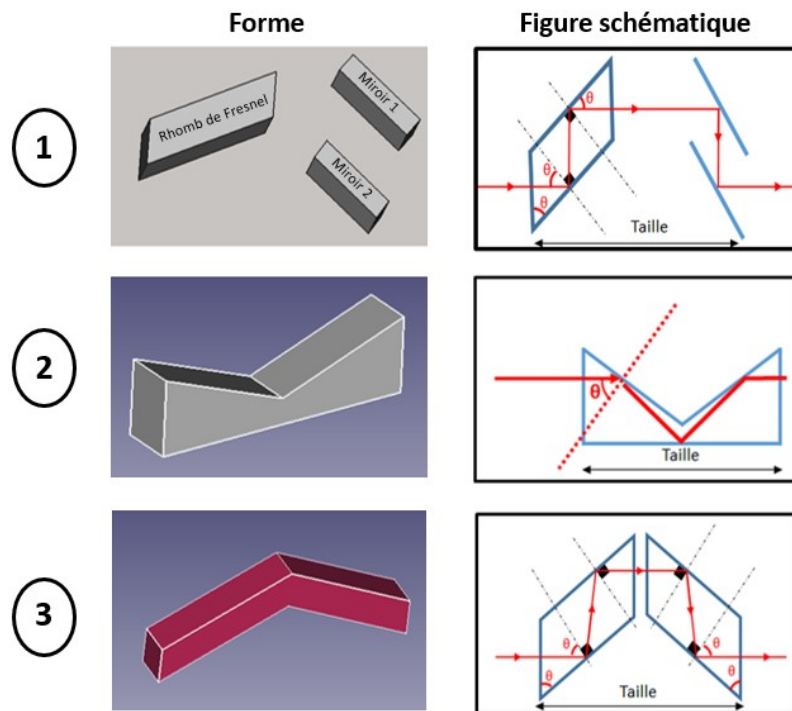 Forme
Figure schématique
1
Rhomb de Fresnel
Miroir 1
Miroir 2
θ
θ
θ
Taille
2
θ
Taille
3
θ
θ
θ
θ
Taille